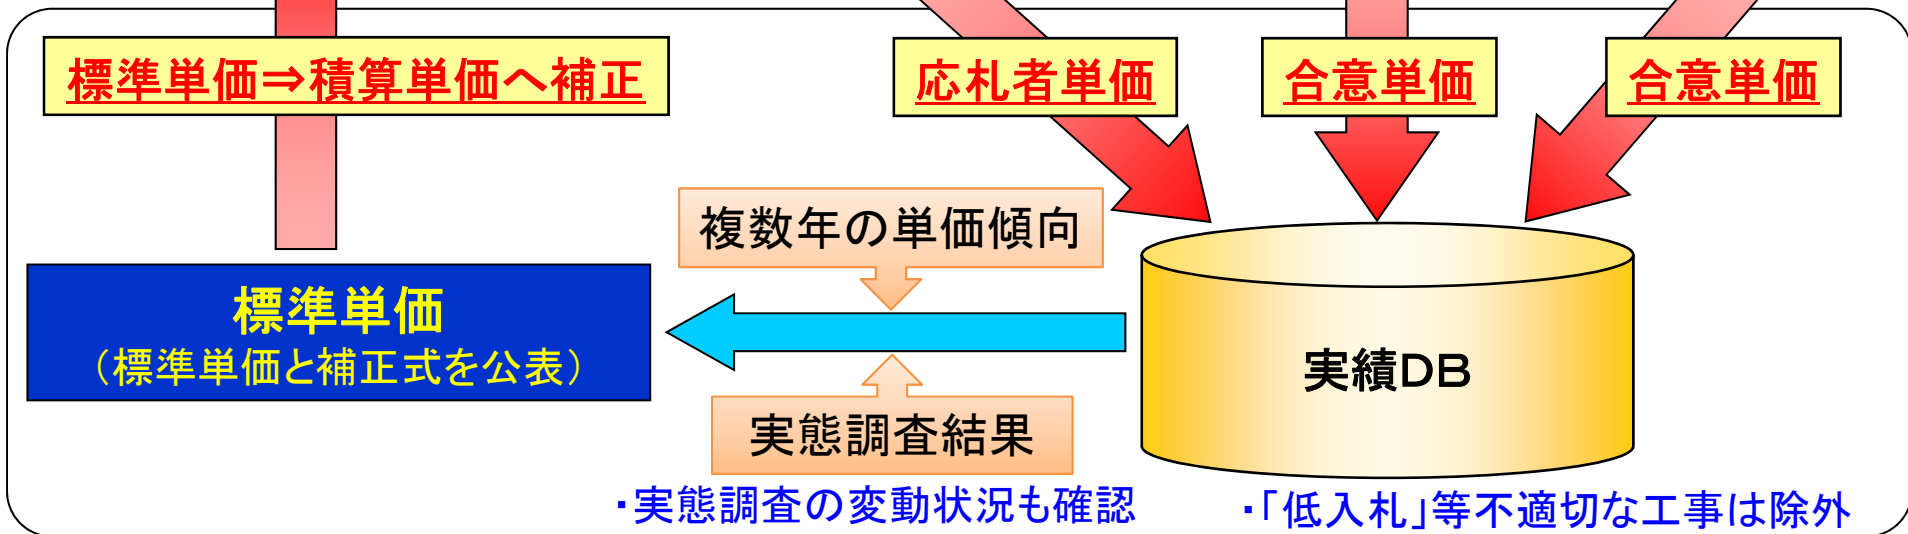 標準単価⇒積算単価へ補正
応札者単価
合意単価
合意単価
複数年の単価傾向
標準単価
（標準単価と補正式を公表）
実績DB
実態調査結果
・実態調査の変動状況も確認
・「低入札」等不適切な工事は除外